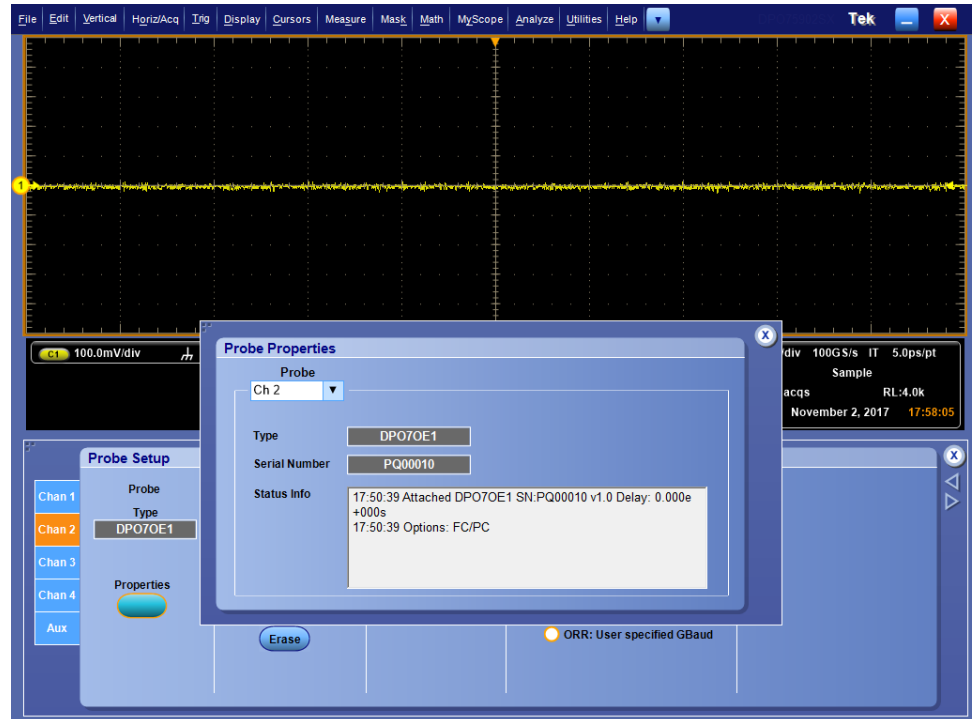 File Edit Vertical Horiz/Acq Trig Display Cursors Measure Mask Math MyScope Analyze Utilities Help Tek X
1
C1 100.0mV/div
/div 100GS/s IT 5.0ps/pt
Sample
acqs RL:4.0k
November 2, 2017 17:58:05
Probe Properties
X
Probe
Ch 2
Type DPO7OE1
Serial Number PQ00010
Status Info
17:50:39 Attached DPO7OE1 SN:PQ00010 v1.0 Delay: 0.000e
+000s
17:50:39 Options: FC/PC
Probe Setup
X
Chan 1
Chan 2
Chan 3
Chan 4
Aux
Probe
Type
DPO7OE1
Properties
Erase
ORR: User specified GBaud